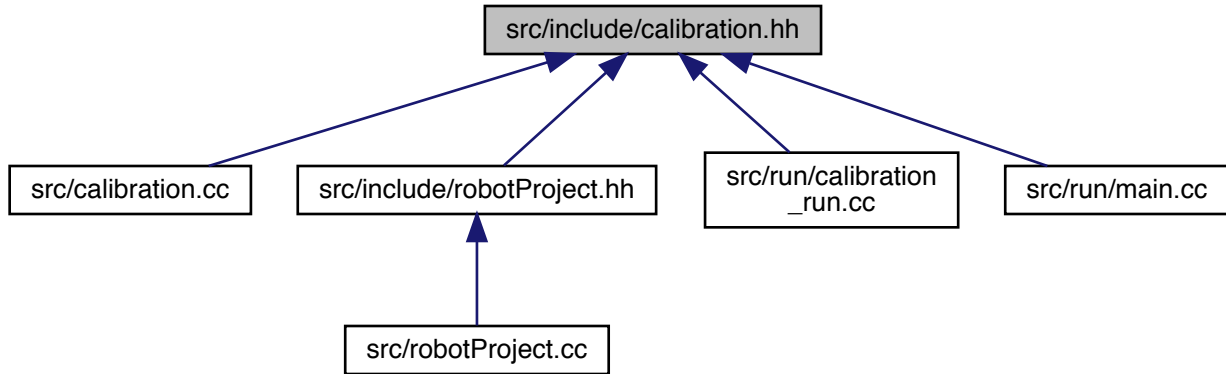 src/include/calibration.hh
src/calibration.cc
src/include/robotProject.hh
src/run/calibration
_run.cc
src/run/main.cc
src/robotProject.cc